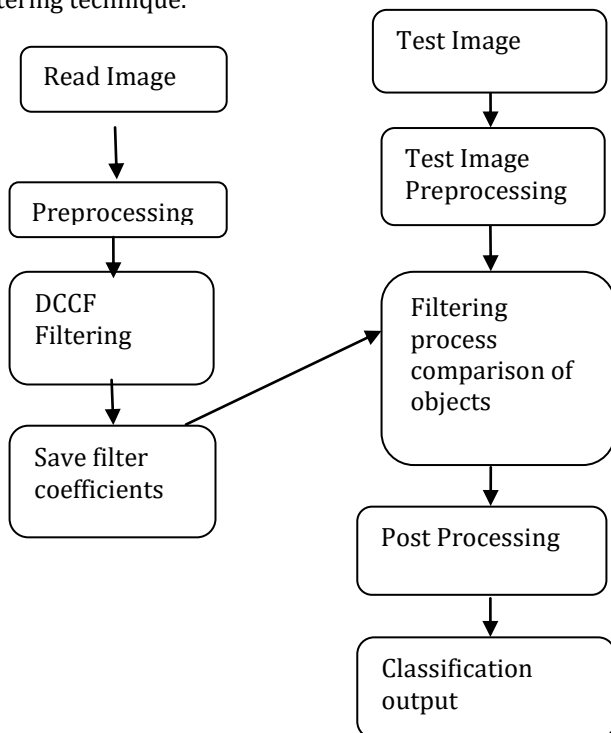 tering technique.
Read Image
Preprocessing
DCCF
Filtering
Save filter
coefficients
Test Image
Test Image
Preprocessing
Filtering
process
comparison of
objects
Post Processing
Classification
output